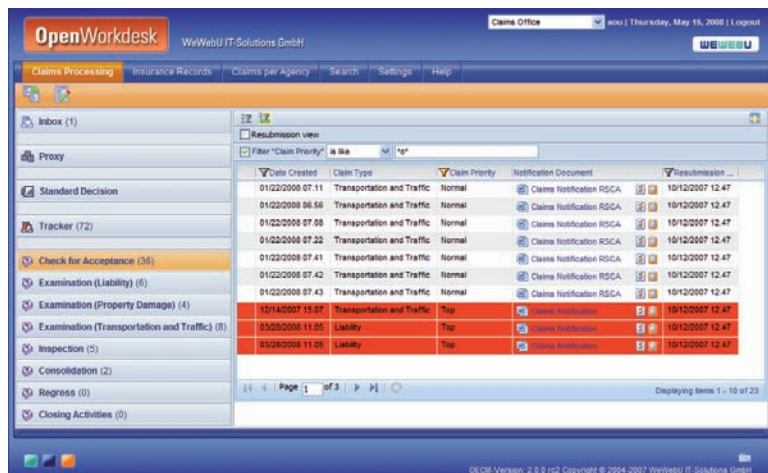 OpenWorkdesk
WeWebU IT-Solutions GmbH
Claims Office
aou | Thursday, May 15, 2008 | Logout
WEWEBU
Claims Processing Insurance Records Claims per Agency Search Settings Help
Inbox (1)
Proxy
Standard Decision
Tracker (72)
Check for Acceptance (36)
Examination (Liability) (6)
Examination (Property Damage) (4)
Examination (Transportation and Traffic) (8)
Inspection (5)
Consolidation (2)
Regress (0)
Closing Activities (0)
Resubmission view
Filter "Claim Priority" is like *o*
Date Created Claim Type Claim Priority Notification Document Resubmission ...
01/22/2008 07.11 Transportation and Traffic Normal Claims Notification RSCA 10/12/2007 12.47
01/22/2008 06.56 Transportation and Traffic Normal Claims Notification RSCA 10/12/2007 12.47
01/22/2008 07.08 Transportation and Traffic Normal Claims Notification RSCA 10/12/2007 12.47
01/22/2008 07.22 Transportation and Traffic Normal Claims Notification RSCA 10/12/2007 12.47
01/22/2008 07.41 Transportation and Traffic Normal Claims Notification RSCA 10/12/2007 12.47
01/22/2008 07.42 Transportation and Traffic Normal Claims Notification RSCA 10/12/2007 12.47
01/22/2008 07.43 Transportation and Traffic Normal Claims Notification RSCA 10/12/2007 12.47
12/14/2007 15.07 Transportation and Traffic Top Claims Notification 10/12/2007 12.47
03/28/2008 11.05 Liability Top Claims Notification 10/12/2007 12.47
03/28/2008 11.05 Liability Top Claims Notification 10/12/2007 12.47
Page 1 of 3
Displaying items 1 - 10 of 23
OECM-Version: 2.0.0 rc2 Copyright © 2004-2007 WeWebU IT-Solutions GmbH